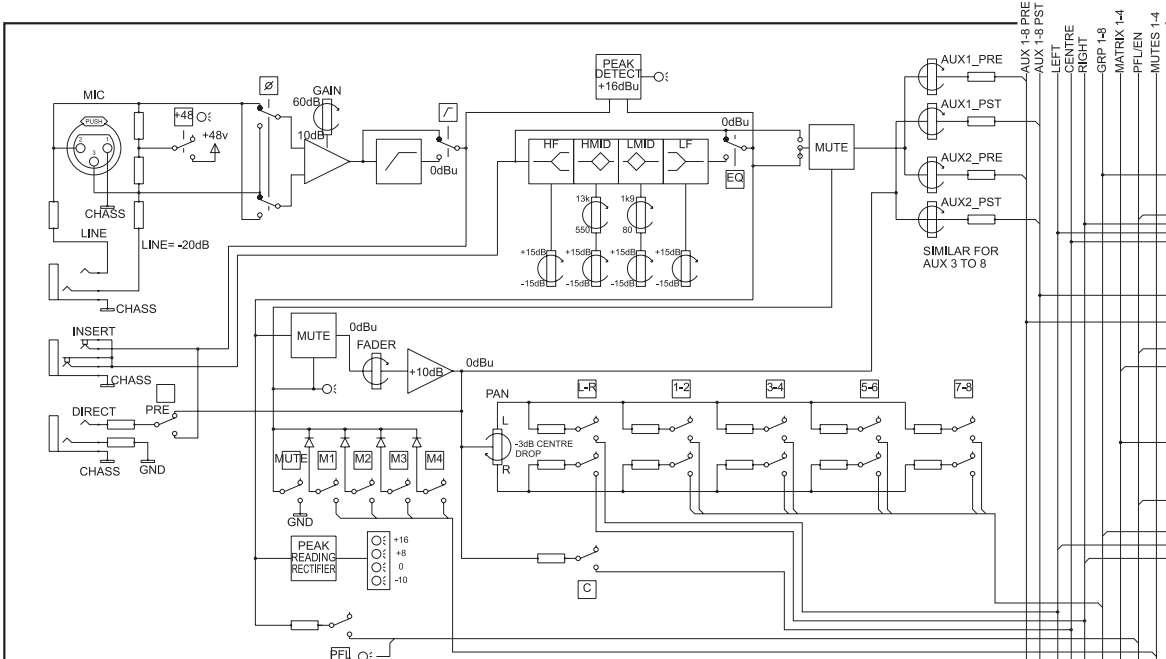 AUX 1-8 PRE
AUX 1-8 PST
LEFT
CENTRE
RIGHT
GRP 1-8
MATRIX 1-4
PFL/EN
MUTES 1-4
MIC
PUSH
2
1
3
CHASS
+48
+48v
Ø
GAIN
60dB
10dB
0dBu
PEAK
DETECT
+16dBu
0dBu
HF
HMID
LMID
LF
EQ
13k
550
1k9
80
+15dB
-15dB
+15dB
-15dB
+15dB
-15dB
+15dB
-15dB
MUTE
AUX1_PRE
AUX1_PST
AUX2_PRE
AUX2_PST
SIMILAR FOR
AUX 3 TO 8
LINE
LINE= -20dB
CHASS
INSERT
CHASS
DIRECT
PRE
CHASS
GND
MUTE
0dBu
FADER
+10dB
0dBu
PAN
L
R
-3dB CENTRE
DROP
L-R
1-2
3-4
5-6
7-8
MUTE
M1
M2
M3
M4
GND
PEAK
READING
RECTIFIER
+16
+8
0
-10
C
PFL